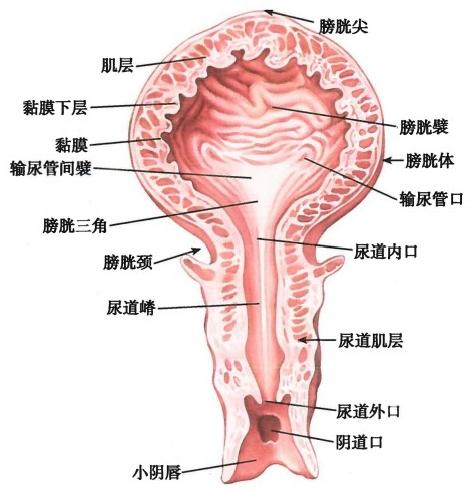 膀胱尖
肌层
黏膜下层
膀胱襞
黏膜
膀胱体
输尿管间襞
输尿管口
膀胱三角
尿道内口
膀胱颈
尿道嵴
尿道肌层
尿道外口
阴道口
小阴唇